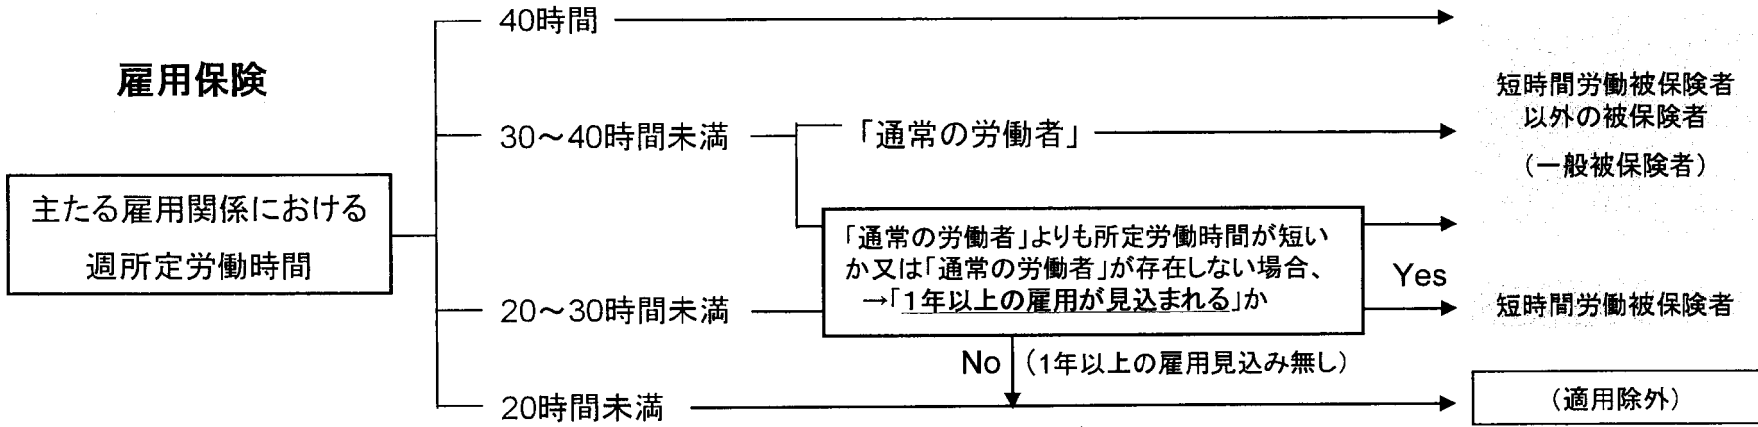 雇用保険
主たる雇用関係における
週所定労働時間
40時間
30～40時間未満
「通常の労働者」
「通常の労働者」よりも所定労働時間が短い
か又は「通常の労働者」が存在しない場合、
→「1年以上の雇用が見込まれる」か
20～30時間未満
Yes
No
（1年以上の雇用見込み無し）
20時間未満
短時間労働被保険者
以外の被保険者
（一般被保険者）
短時間労働被保険者
（適用除外）